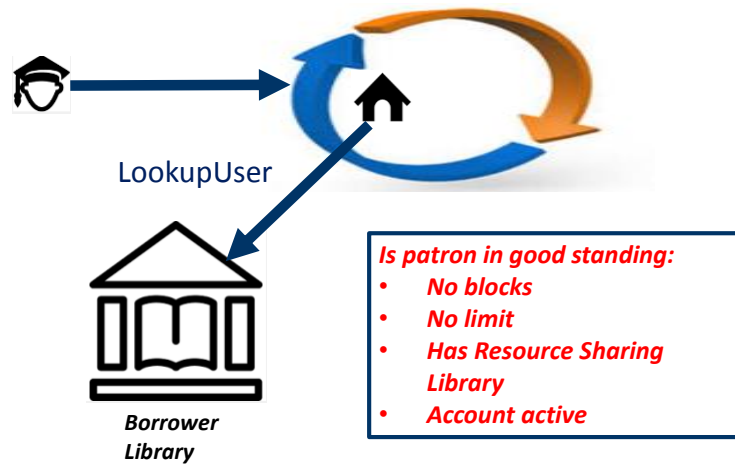 LookupUser
Is patron in good standing:
• No blocks
• No limit
• Has Resource Sharing
Library
• Account active
Borrower
Library